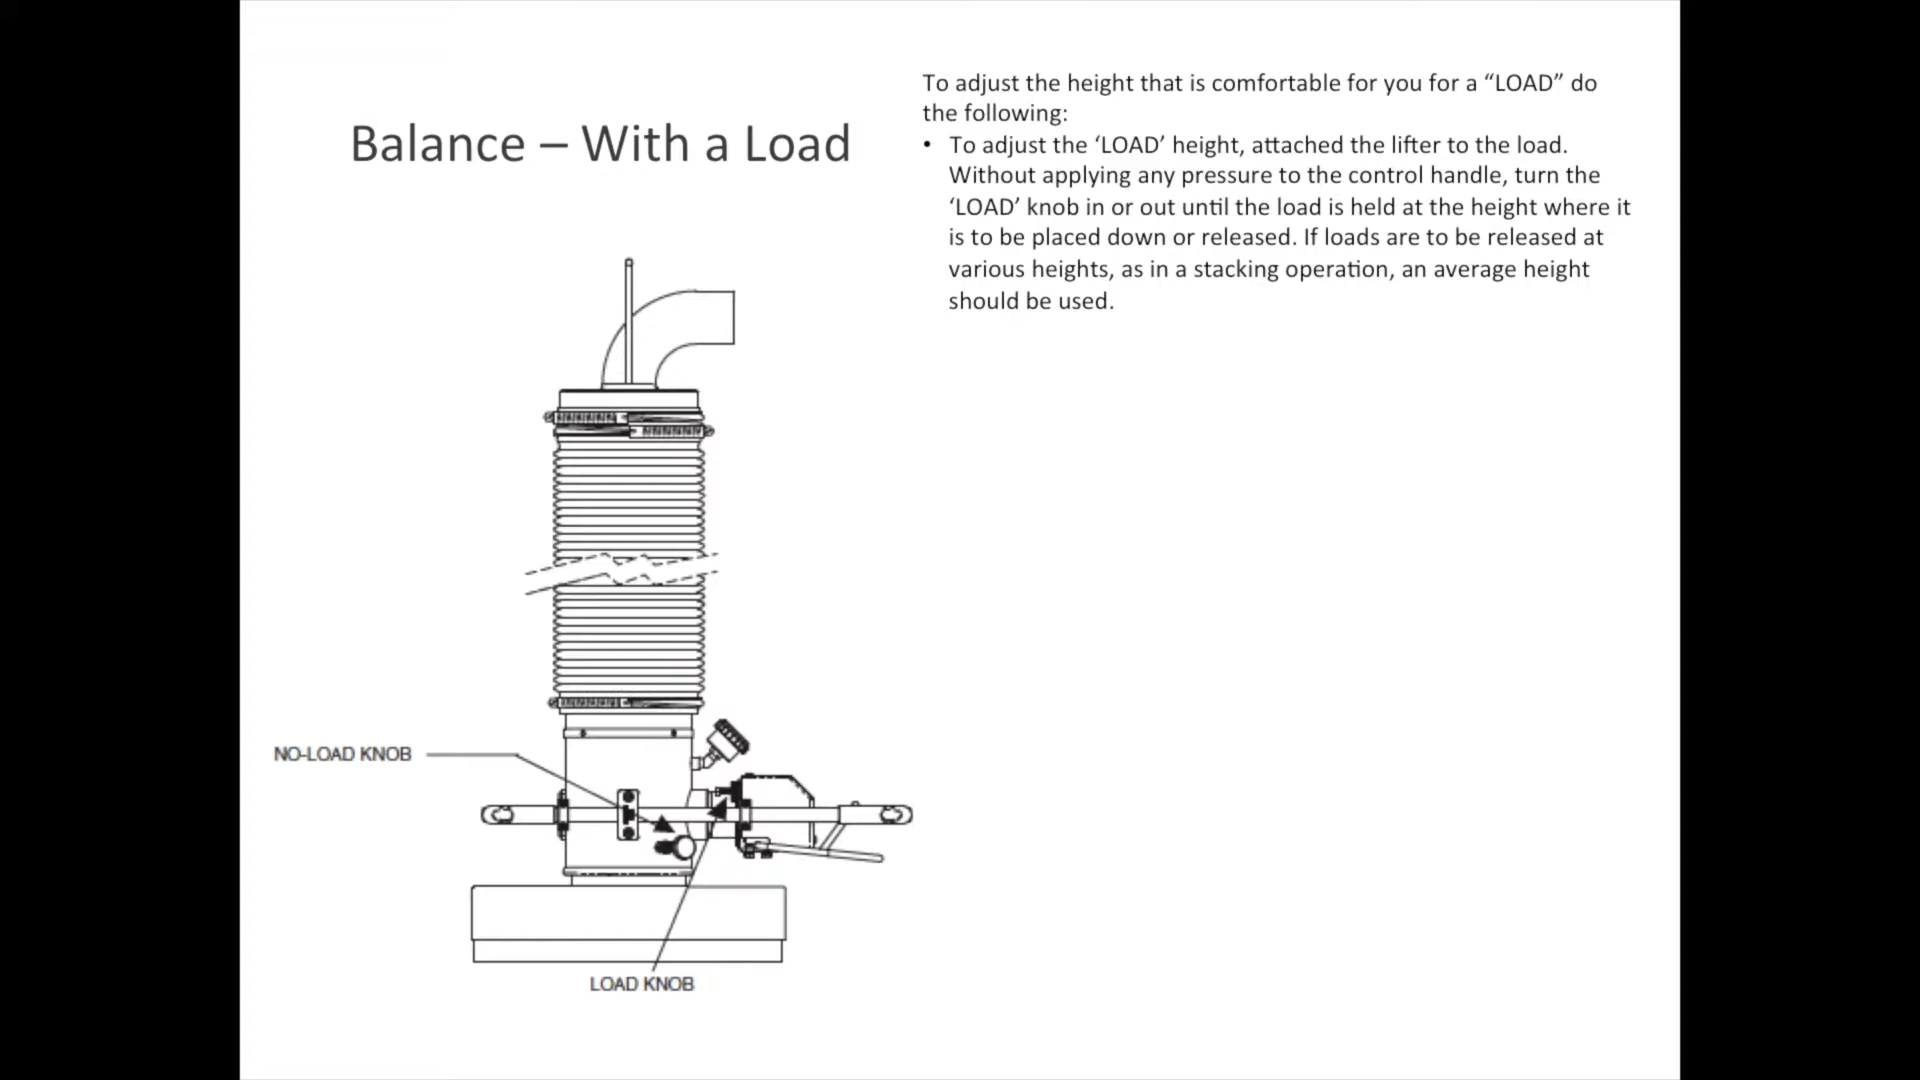 Balance – With a Load
To adjust the height that is comfortable for you for a “LOAD” do
the following:
• To adjust the ‘LOAD’ height, attached the lifter to the load.
Without applying any pressure to the control handle, turn the
‘LOAD’ knob in or out until the load is held at the height where it
is to be placed down or released. If loads are to be released at
various heights, as in a stacking operation, an average height
should be used.
NO-LOAD KNOB
LOAD KNOB